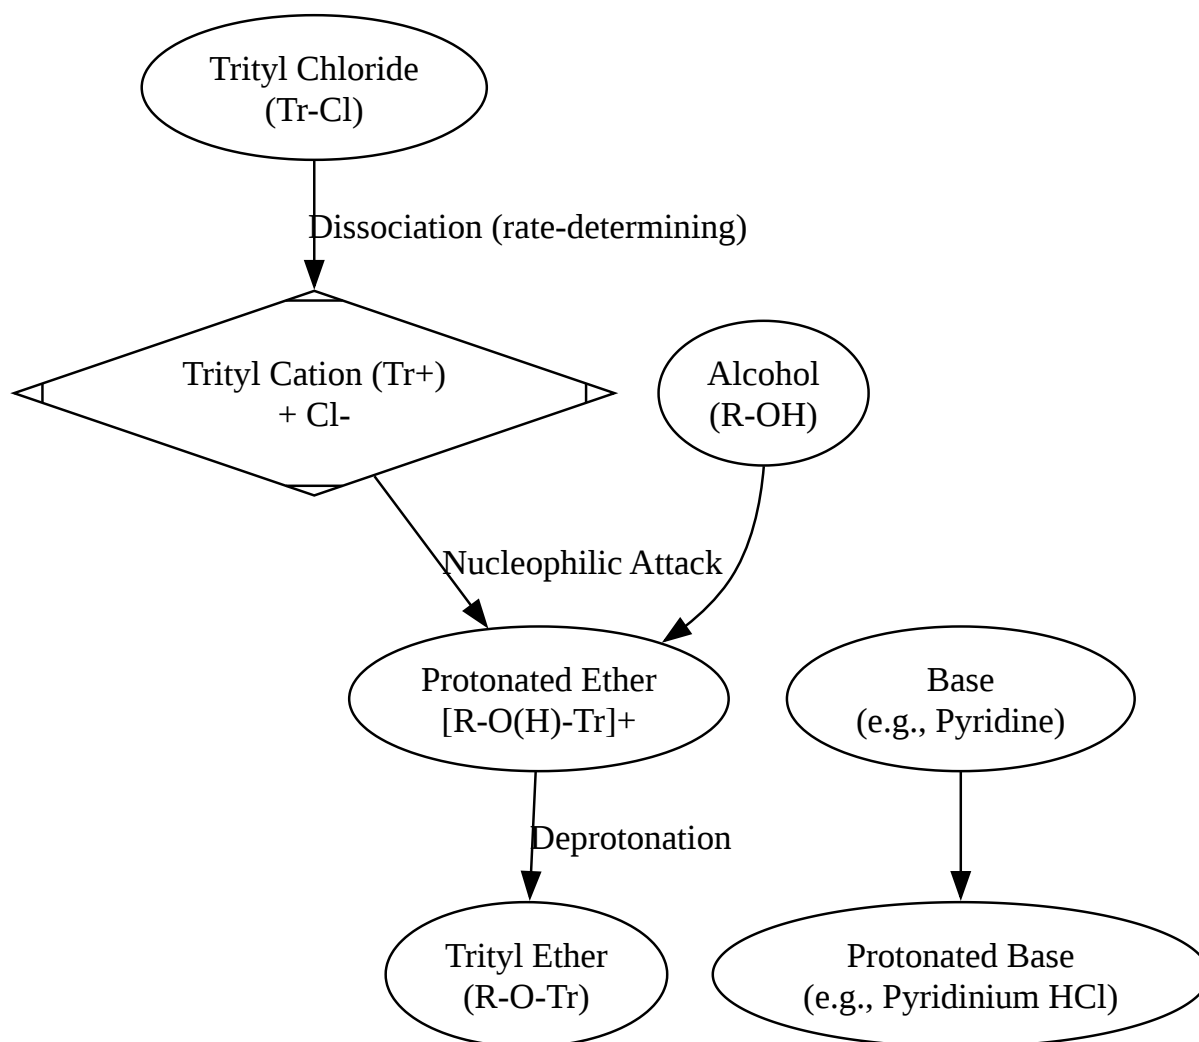 Trityl Chloride
(Tr-Cl)
Dissociation (rate-determining)
Trityl Cation (Tr+)
+ Cl-
Alcohol
(R-OH)
Nucleophilic Attack
Protonated Ether
[R-O(H)-Tr]+
Base
(e.g., Pyridine)
Deprotonation
Trityl Ether
(R-O-Tr)
Protonated Base
(e.g., Pyridinium HCl)